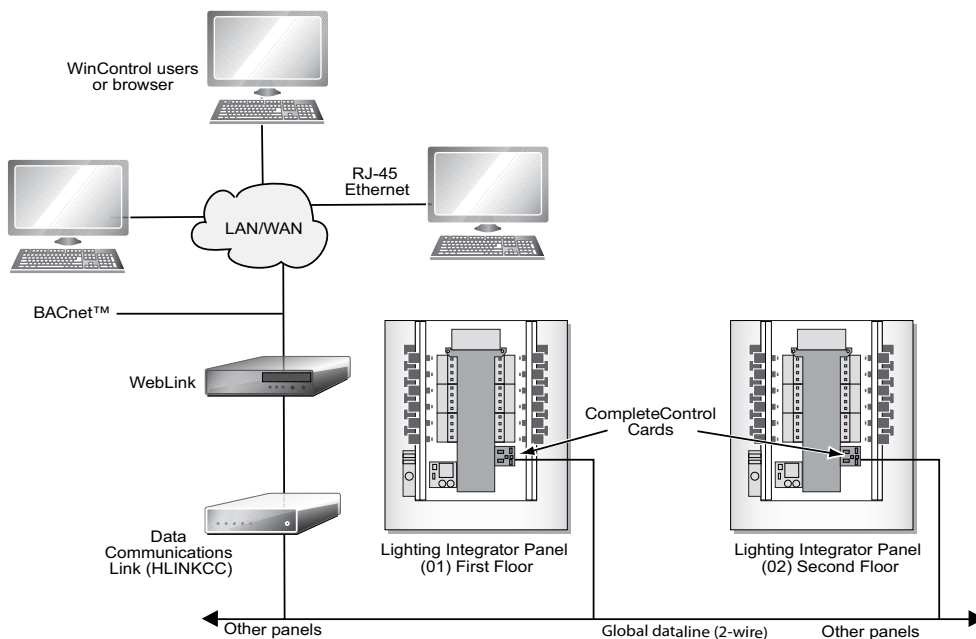 WinControl users
or browser
RJ-45
Ethernet
LAN/WAN
BACnet™
WebLink
CompleteControl
Cards
Data
Communications
Link (HLINKCC)
Lighting Integrator Panel
(01) First Floor
Lighting Integrator Panel
(02) Second Floor
Other panels
Global dataline (2-wire)
Other panels